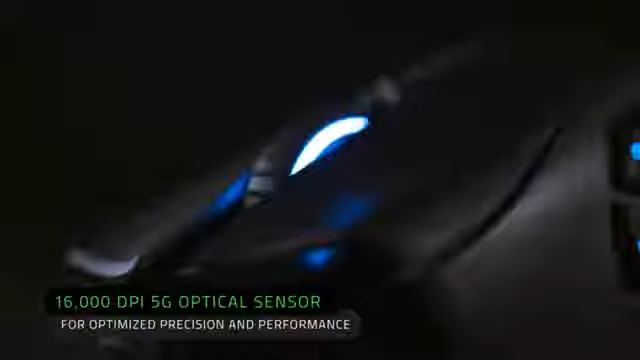 16,000 DPI 5G OPTICAL SENSOR
FOR OPTIMIZED PRECISION AND PERFORMANCE